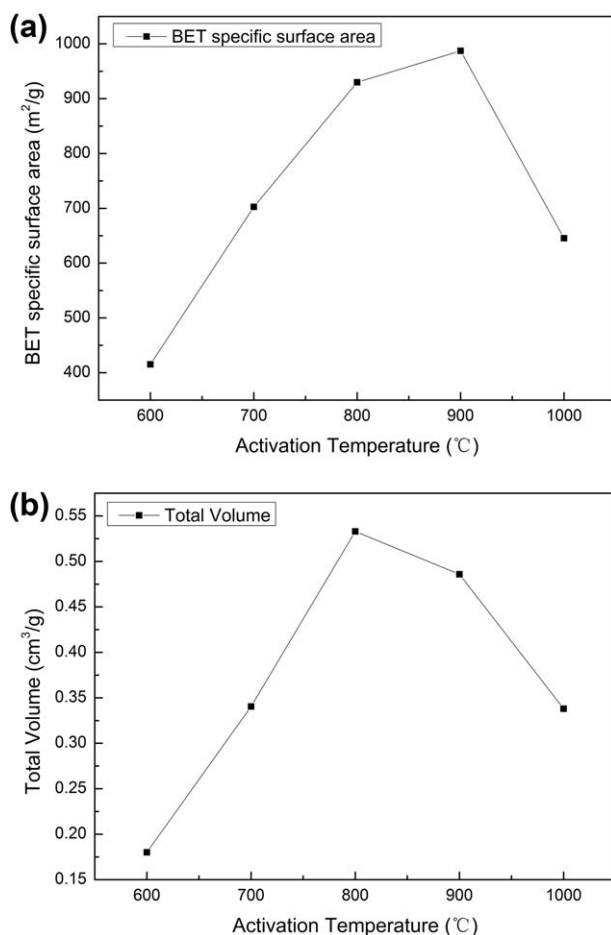 (a)
BET specific surface area
1000
900
800
700
600
500
400
BET specific surface area (m²/g)
600 700 800 900 1000
Activation Temperature (℃)
(b)
Total Volume
0.55
0.50
0.45
0.40
0.35
0.30
0.25
0.20
0.15
Total Volume (cm³/g)
600 700 800 900 1000
Activation Temperature (℃)